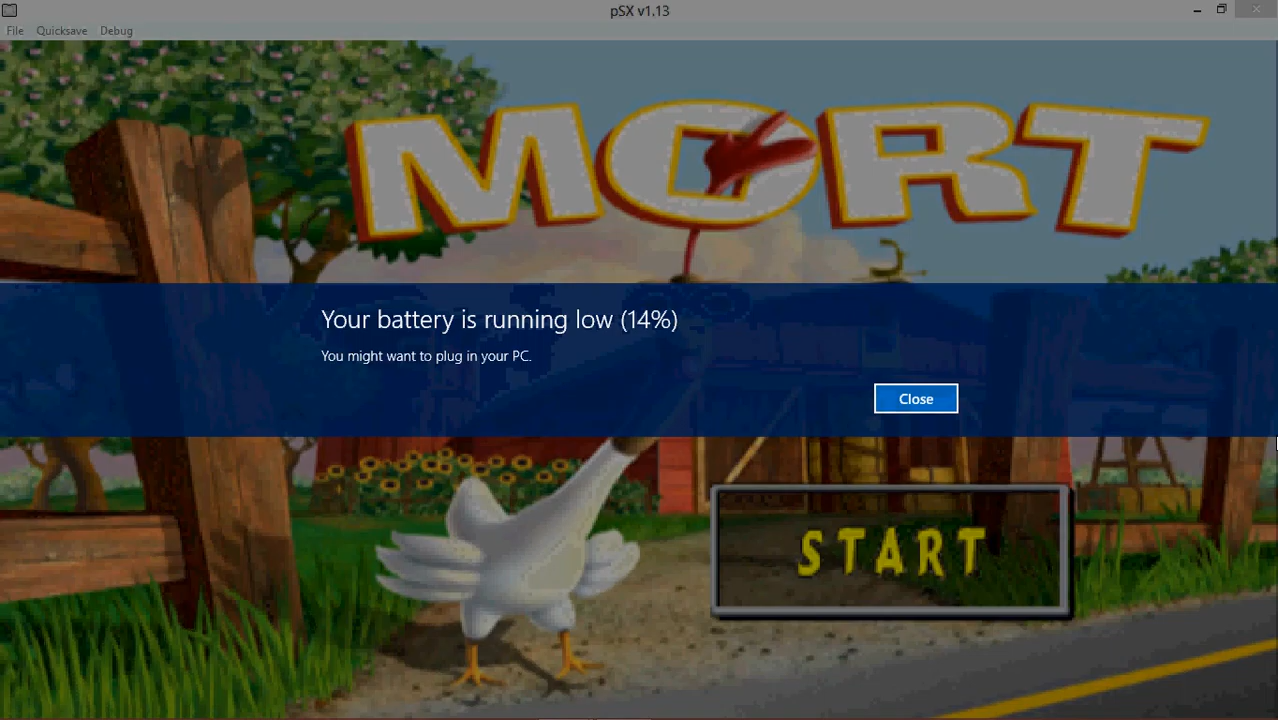 pSX v1.13
File Quicksave Debug
MORT
Your battery is running low (14%)
You might want to plug in your PC.
Close
START